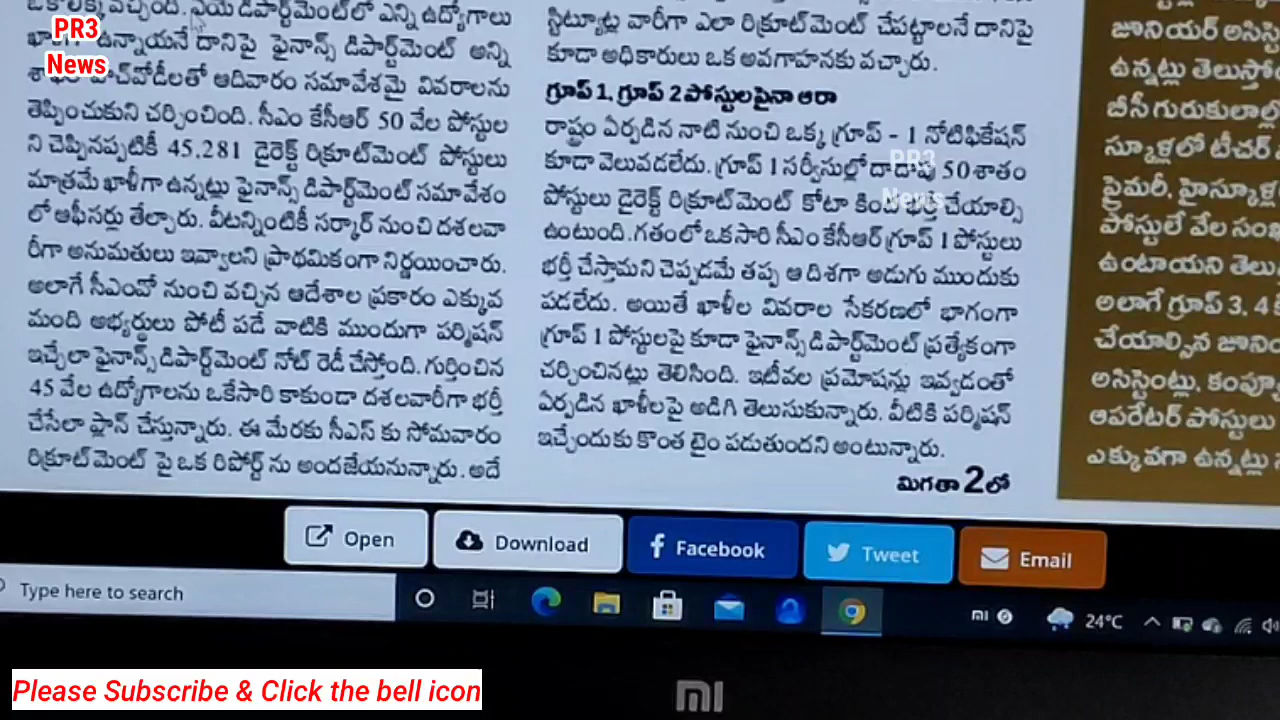 PR3
News
ఖాళీగా ఉన్నాయనే దానిపై ఫైనాన్స్ డిపార్ట్‌మెంట్ అన్ని
హెచ్‌వోడీలతో ఆదివారం సమావేశమై వివరాలను
తెప్పించుకుని చర్చించింది. సీఎం కేసీఆర్ 50 వేల పోస్టుల
ని చెప్పినప్పటికీ 45,281 డైరెక్ట్ రిక్రూట్‌మెంట్ పోస్టులు
మాత్రమే ఖాళీగా ఉన్నట్లు ఫైనాన్స్ డిపార్ట్‌మెంట్ సమావేశం
లో ఆఫీసర్లు తేల్చారు. వీటన్నింటికీ సర్కార్ నుంచి దశలవా
రీగా అనుమతులు ఇవ్వాలని ప్రాథమికంగా నిర్ణయించారు.
అలాగే సీఎంవో నుంచి వచ్చిన ఆదేశాల ప్రకారం ఎక్కువ
మంది అభ్యర్థులు పోటీ పడే వాటికి ముందుగా పర్మిషన్
ఇచ్చేలా ఫైనాన్స్ డిపార్ట్‌మెంట్ నోట్ రెడీ చేస్తోంది. గుర్తించిన
45 వేల ఉద్యోగాలను ఒకేసారి కాకుండా దశలవారీగా భర్తీ
చేసేలా ప్లాన్ చేస్తున్నారు. ఈ మేరకు సీఎస్ కు సోమవారం
రిక్రూట్‌మెంట్ పై ఒక రిపోర్ట్ ను అందజేయనున్నారు. అదే
స్టిట్యూట్ల వారీగా ఎలా రిక్రూట్‌మెంట్ చేపట్టాలనే దానిపై
కూడా అధికారులు ఒక అవగాహనకు వచ్చారు.
గ్రూప్ 1, గ్రూప్ 2 పోస్టులపైనా ఆరా
రాష్ట్రం ఏర్పడిన నాటి నుంచి ఒక్క గ్రూప్ - 1 నోటిఫికేషన్
కూడా వెలువడలేదు. గ్రూప్ 1 సర్వీసుల్లో దాదాపు 50 శాతం
పోస్టులు డైరెక్ట్ రిక్రూట్‌మెంట్ కోటా కింద భర్తీ చేయాల్సి
ఉంటుంది. గతంలో ఒకసారి సీఎం కేసీఆర్ గ్రూప్ 1 పోస్టులు
భర్తీ చేస్తామని చెప్పడమే తప్ప ఆ దిశగా అడుగు ముందుకు
పడలేదు. అయితే ఖాళీల వివరాల సేకరణలో భాగంగా
గ్రూప్ 1 పోస్టులపై కూడా ఫైనాన్స్ డిపార్ట్‌మెంట్ ప్రత్యేకంగా
చర్చించినట్లు తెలిసింది. ఇటీవల ప్రమోషన్లు ఇవ్వడంతో
ఏర్పడిన ఖాళీలపై అడిగి తెలుసుకున్నారు. వీటికి పర్మిషన్
ఇచ్చేందుకు కొంత టైం పడుతుందని అంటున్నారు.
మిగతా 2లో
PR3
News
జూనియర్ అసిస్టె
ఉన్నట్లు తెలుస్తో
బీసీ గురుకులాల్లో
స్కూళ్లలో టీచర్
ప్రైమరీ, హైస్కూళ్ల
పోస్టులే వేల సంఖ
ఉంటాయని తెలు
అలాగే గ్రూప్ 3, 4
చేయాల్సిన జూని
అసిస్టెంట్లు, కంప్యూ
ఆపరేటర్ పోస్టులు
ఎక్కువగా ఉన్నట్లు
Open
Download
Facebook
Tweet
Email
Type here to search
24°C
Please Subscribe & Click the bell icon
mi